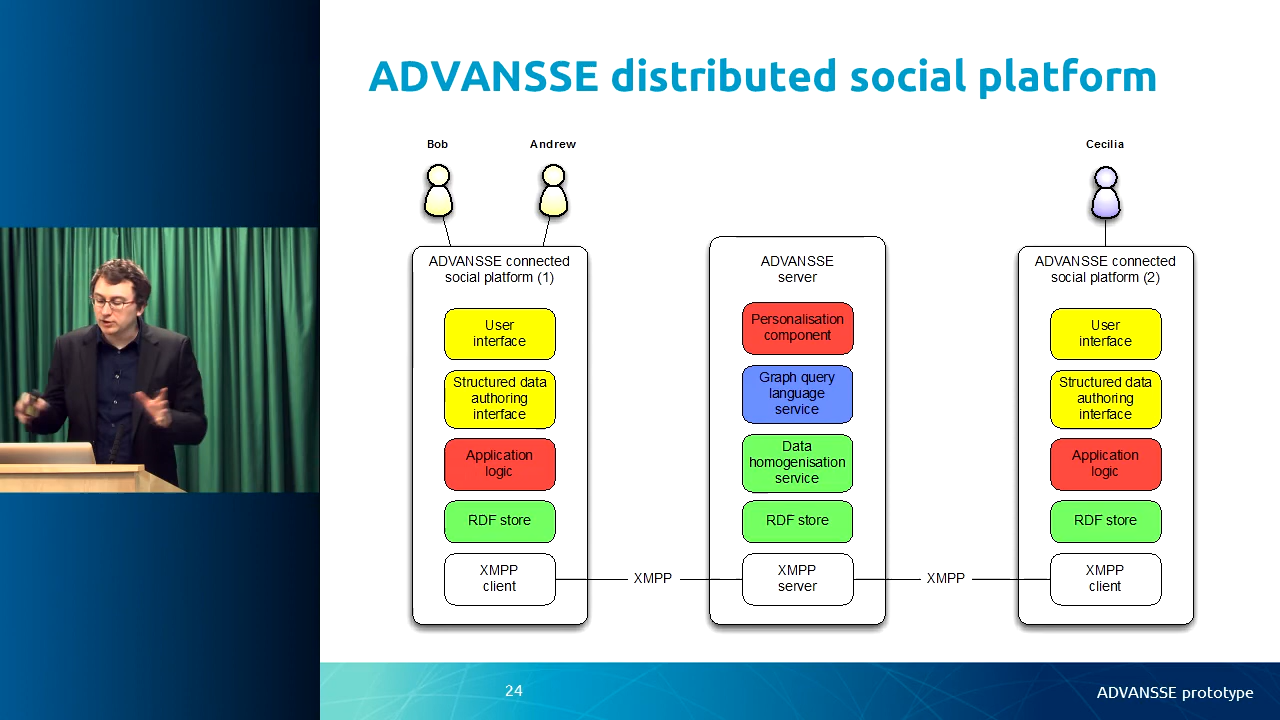 ADVANSSE distributed social platform
Bob
Andrew
Cecilia
ADVANSSE connected
social platform (1)
User
interface
Structured data
authoring
interface
Application
logic
RDF store
XMPP
client
XMPP
ADVANSSE
server
Personalisation
component
Graph query
language
service
Data
homogenisation
service
RDF store
XMPP
server
XMPP
ADVANSSE connected
social platform (2)
User
interface
Structured data
authoring
interface
Application
logic
RDF store
XMPP
client
24
ADVANSSE prototype